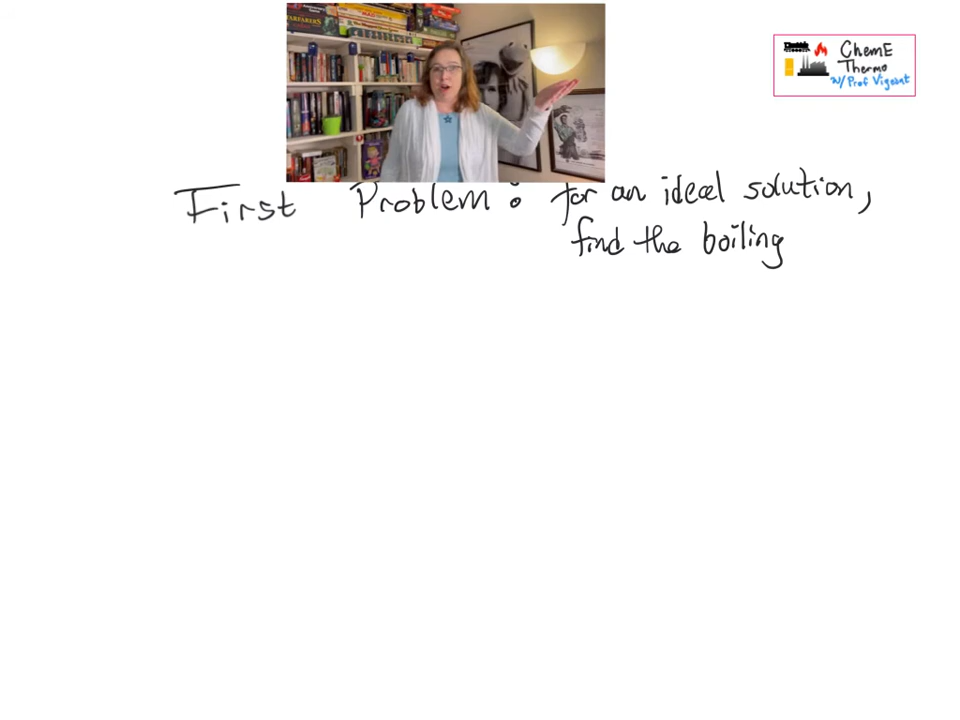 ChemE
Thermo
w/ Prof Vigeant
First Problem: for an ideal solution,
find the boiling